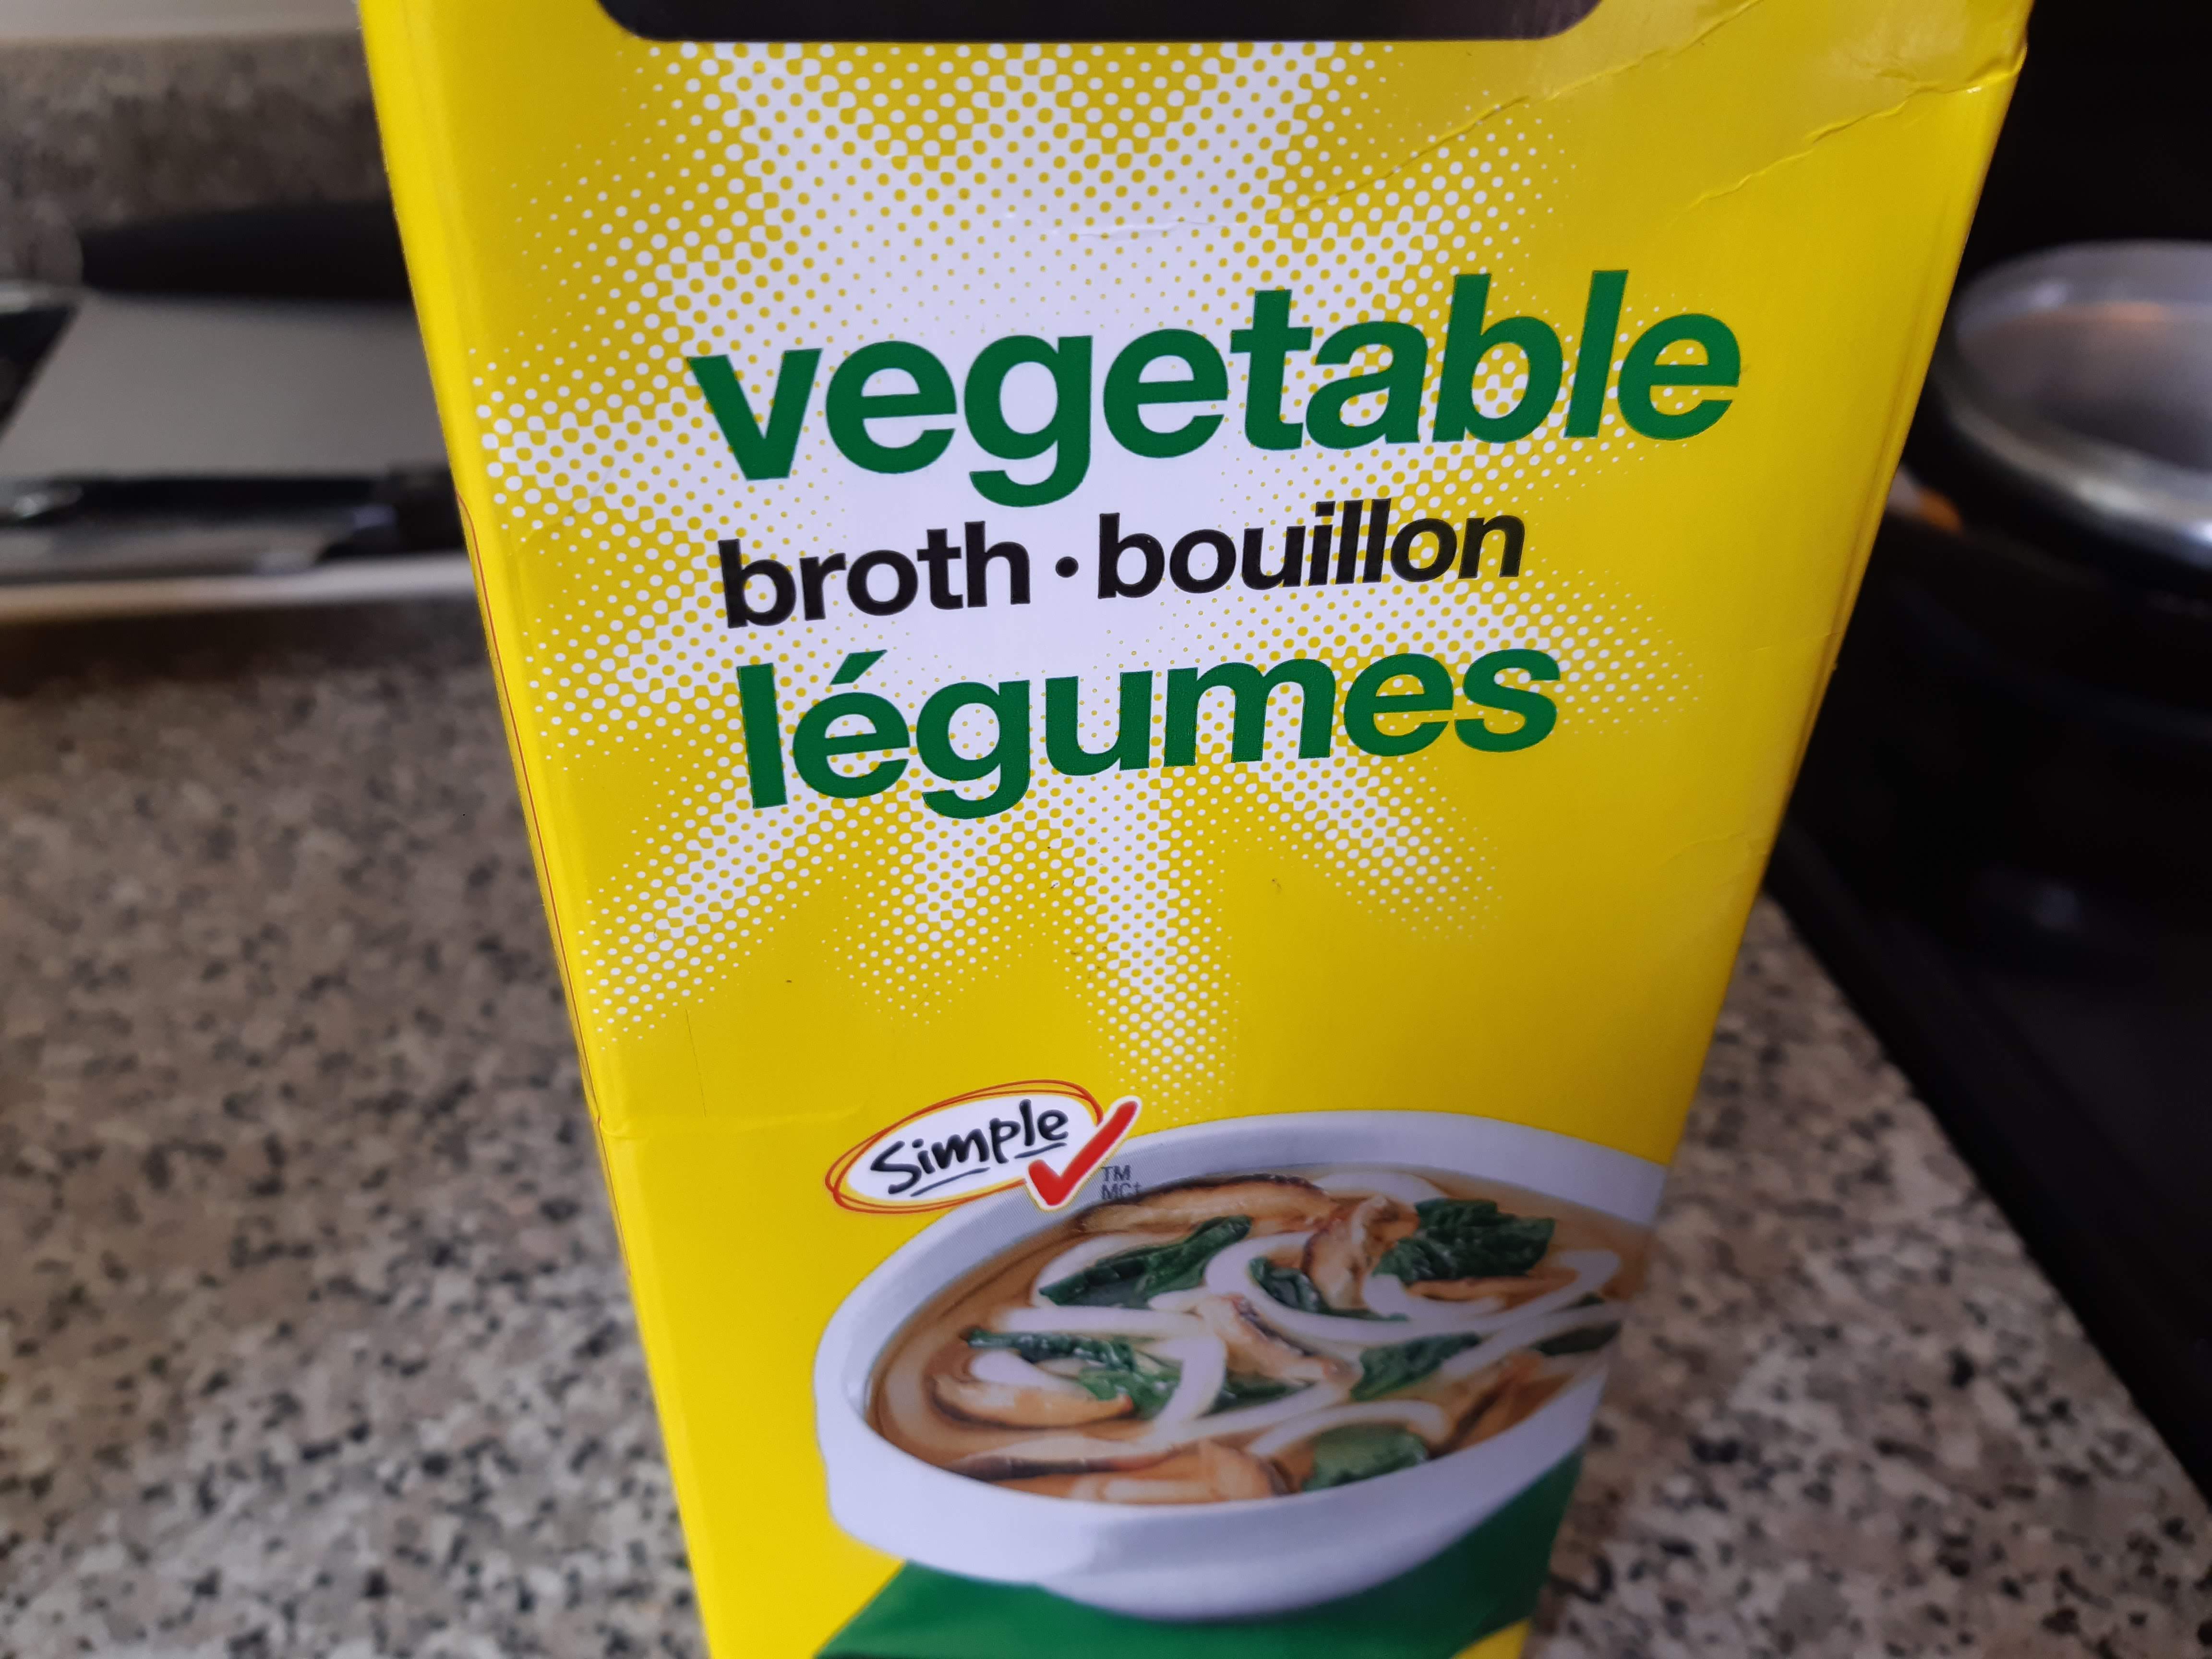 vegetable
broth · bouillon
légumes
Simple
TM
MC‡